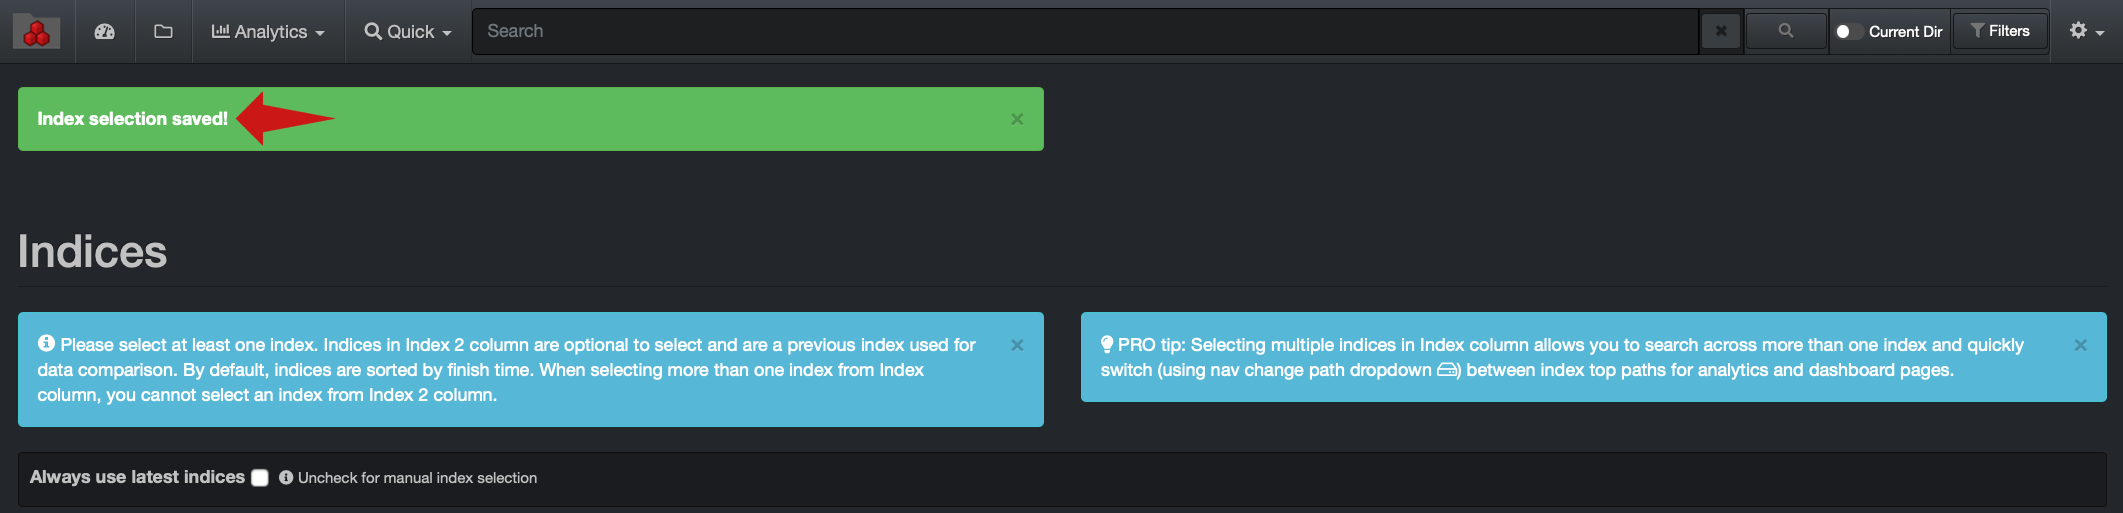 Analytics Quick Search Current Dir Filters
Index selection saved!
Indices
Please select at least one index. Indices in Index 2 column are optional to select and are a previous index used for
data comparison. By default, indices are sorted by finish time. When selecting more than one index from Index
column, you cannot select an index from Index 2 column.
PRO tip: Selecting multiple indices in Index column allows you to search across more than one index and quickly
switch (using nav change path dropdown ) between index top paths for analytics and dashboard pages.
Always use latest indices Uncheck for manual index selection